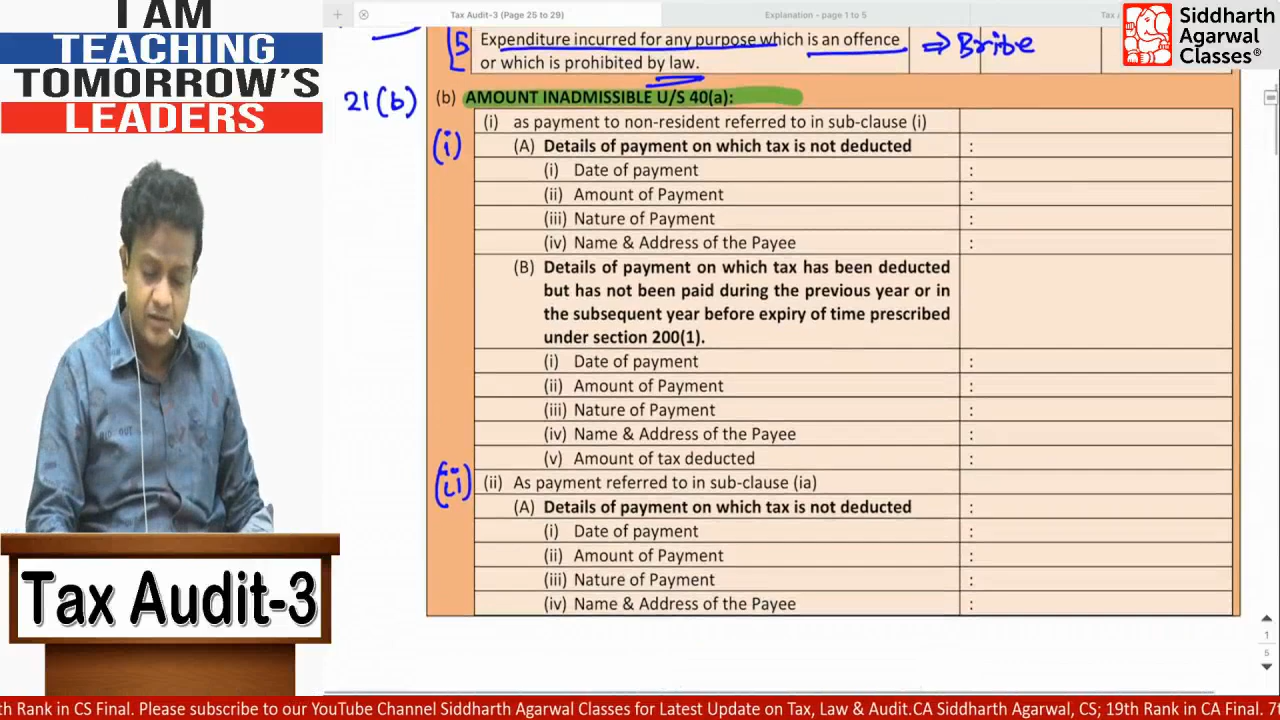 I AM
TEACHING
TOMORROW'S
LEADERS
Tax Audit-3 (Page 25 to 29)
Explanation - page 1 to 5
Tax A
Siddharth
Agarwal
Classes®
5
Expenditure incurred for any purpose which is an offence
or which is prohibited by law.
⇒ Bribe
21 (b)
(b) AMOUNT INADMISSIBLE U/S 40(a):
(i)
(i) as payment to non-resident referred to in sub-clause (i)
(A) Details of payment on which tax is not deducted :
(i) Date of payment :
(ii) Amount of Payment :
(iii) Nature of Payment :
(iv) Name & Address of the Payee :
(B) Details of payment on which tax has been deducted
but has not been paid during the previous year or in
the subsequent year before expiry of time prescribed
under section 200(1).
(i) Date of payment :
(ii) Amount of Payment :
(iii) Nature of Payment :
(iv) Name & Address of the Payee :
(v) Amount of tax deducted :
(ii)
(ii) As payment referred to in sub-clause (ia)
(A) Details of payment on which tax is not deducted :
(i) Date of payment :
(ii) Amount of Payment :
(iii) Nature of Payment :
(iv) Name & Address of the Payee :
1
5
Tax Audit-3
th Rank in CS Final. Please subscribe to our YouTube Channel Siddharth Agarwal Classes for Latest Update on Tax, Law & Audit.CA Siddharth Agarwal, CS; 19th Rank in CA Final. 7t